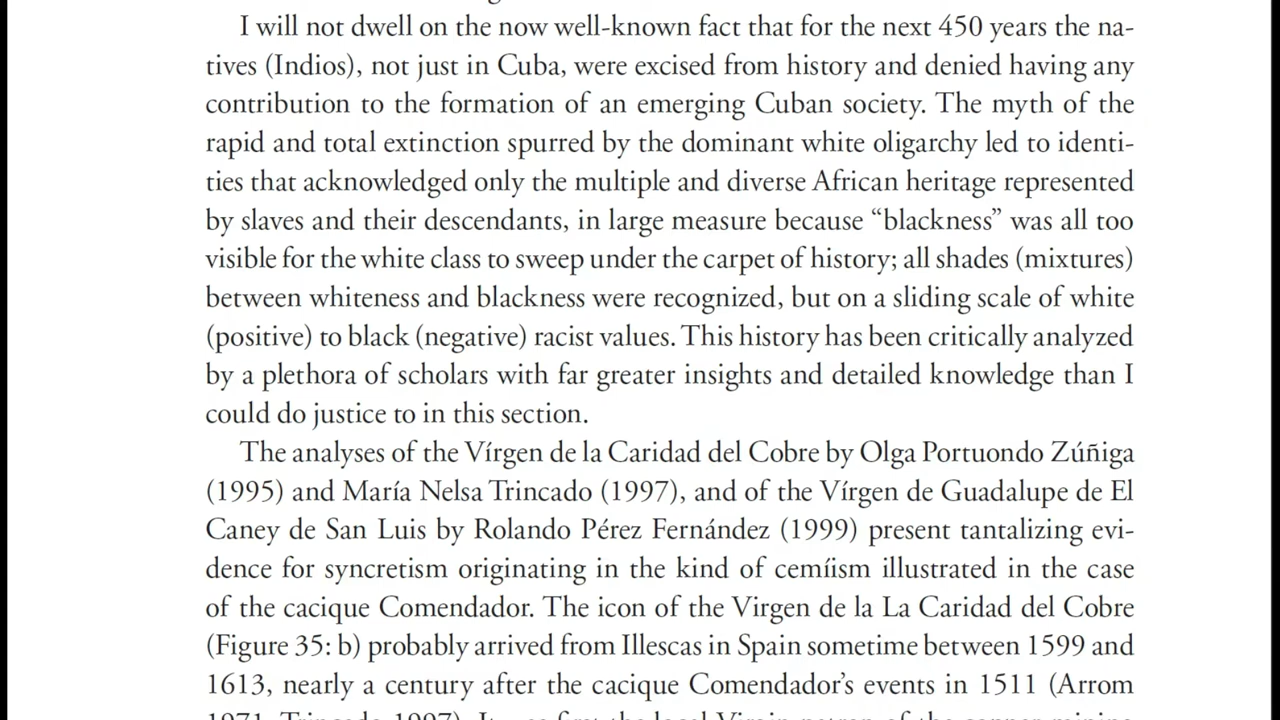 I will not dwell on the now well-known fact that for the next 450 years the na-
tives (Indios), not just in Cuba, were excised from history and denied having any
contribution to the formation of an emerging Cuban society. The myth of the
rapid and total extinction spurred by the dominant white oligarchy led to identi-
ties that acknowledged only the multiple and diverse African heritage represented
by slaves and their descendants, in large measure because “blackness” was all too
visible for the white class to sweep under the carpet of history; all shades (mixtures)
between whiteness and blackness were recognized, but on a sliding scale of white
(positive) to black (negative) racist values. This history has been critically analyzed
by a plethora of scholars with far greater insights and detailed knowledge than I
could do justice to in this section.
The analyses of the Vírgen de la Caridad del Cobre by Olga Portuondo Zúñiga
(1995) and María Nelsa Trincado (1997), and of the Vírgen de Guadalupe de El
Caney de San Luis by Rolando Pérez Fernández (1999) present tantalizing evi-
dence for syncretism originating in the kind of cemíism illustrated in the case
of the cacique Comendador. The icon of the Virgen de la La Caridad del Cobre
(Figure 35: b) probably arrived from Illescas in Spain sometime between 1599 and
1613, nearly a century after the cacique Comendador’s events in 1511 (Arrom